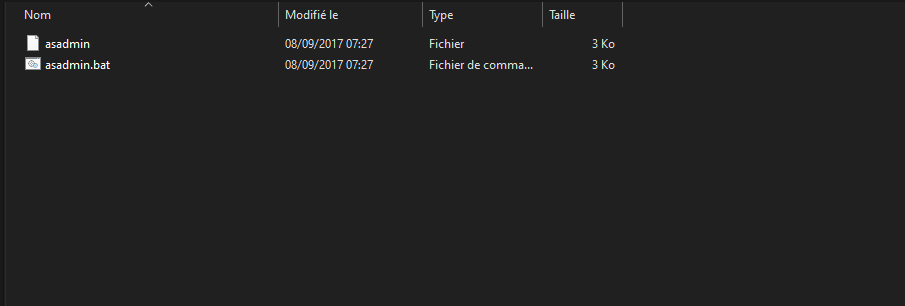 Nom Modifié le Type Taille
asadmin 08/09/2017 07:27 Fichier 3 Ko
asadmin.bat 08/09/2017 07:27 Fichier de comma... 3 Ko